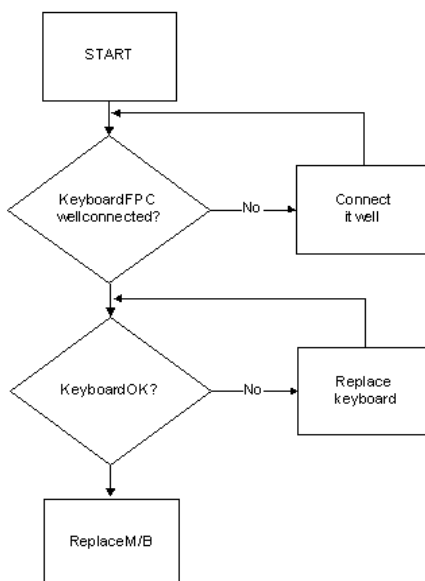 START
KeyboardFPC
wellconnected?
No
Connect
it well
KeyboardOK?
No
Replace
keyboard
ReplaceM/B